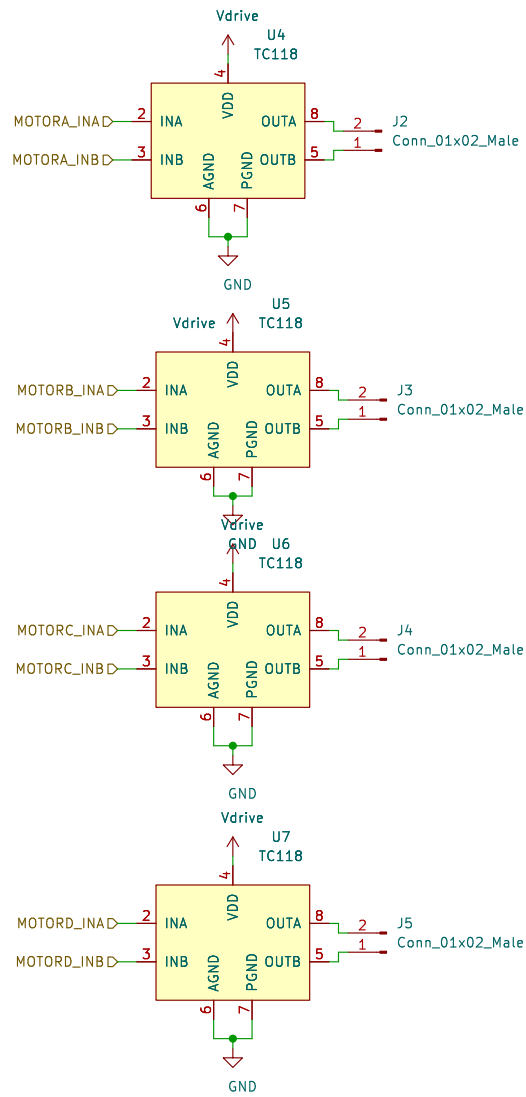 Vdrive
U4
TC118
4
VDD
MOTORA_INA 2 INA OUTA 8 2 J2
1 Conn_01x02_Male
MOTORA_INB 3 INB OUTB 5
AGND PGND
6 7
GND
U5
Vdrive TC118
4
VDD
MOTORB_INA 2 INA OUTA 8 2 J3
1 Conn_01x02_Male
MOTORB_INB 3 INB OUTB 5
AGND PGND
6 7
Vdrive
GND U6
TC118
4
VDD
MOTORC_INA 2 INA OUTA 8 2 J4
1 Conn_01x02_Male
MOTORC_INB 3 INB OUTB 5
AGND PGND
6 7
GND
Vdrive
U7
TC118
4
VDD
MOTORD_INA 2 INA OUTA 8 2 J5
1 Conn_01x02_Male
MOTORD_INB 3 INB OUTB 5
AGND PGND
6 7
GND